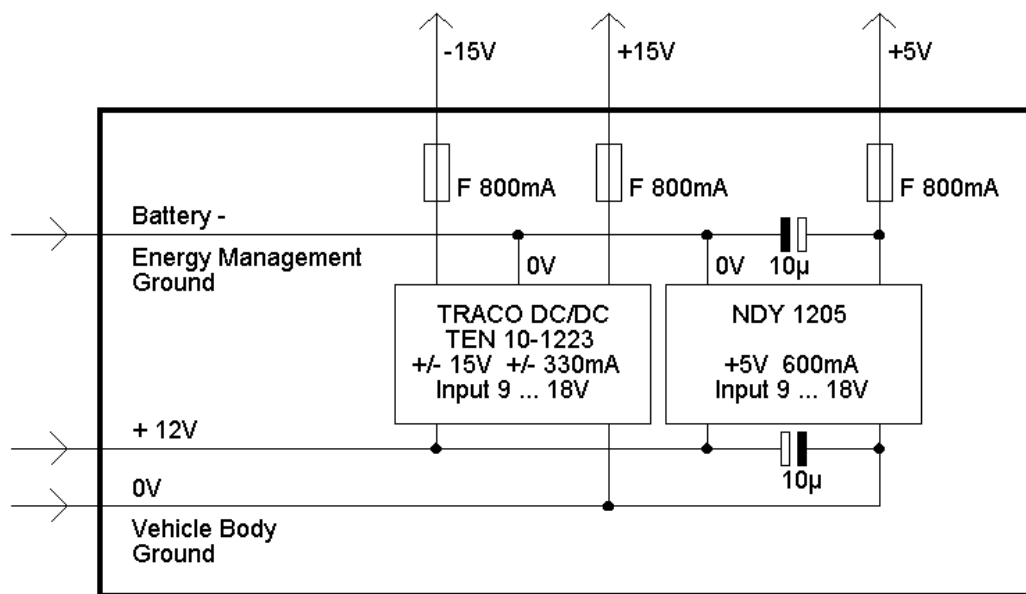 -15V
+15V
+5V
F 800mA
F 800mA
F 800mA
Battery -
Energy Management
Ground
0V
0V
10µ
TRACO DC/DC
TEN 10-1223
+/- 15V  +/- 330mA
Input 9 ... 18V
NDY 1205
+5V  600mA
Input 9 ... 18V
+ 12V
10µ
0V
Vehicle Body
Ground